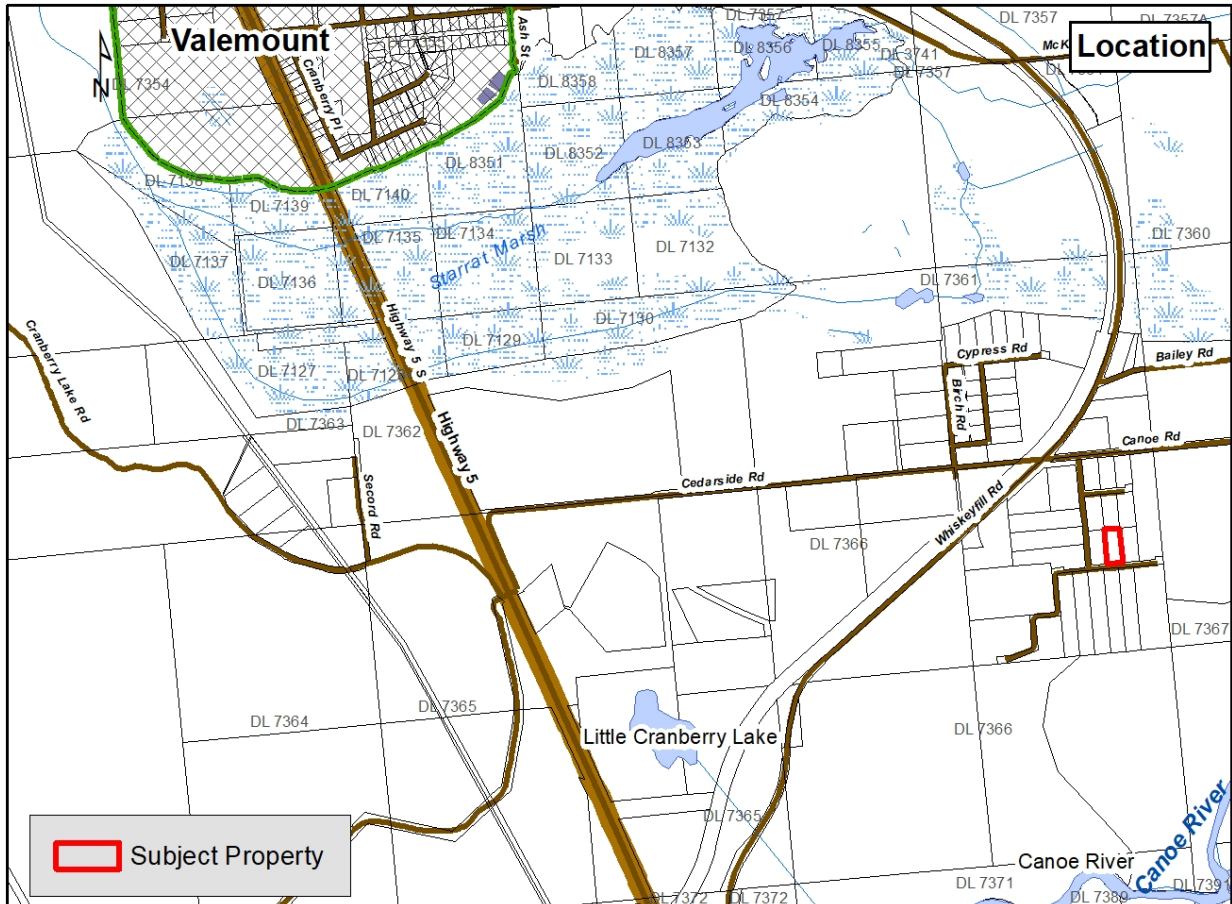 DL 7357
DL 7357
DL 7357A
Valemount
Ash St
DL 8357
DL 8356
DL 8355
DL 3741
McK
Location
DL 7357
DL 7354
N
Cranberry Pl
DL 8358
DL 8354
DL 8353
DL 8352
DL 8351
DL 7138
DL 7139
DL 7140
DL 7135
DL 7134
Starrat Marsh
DL 7132
DL 7133
DL 7360
DL 7137
DL 7136
DL 7361
Highway 5 S
DL 7130
DL 7129
Cranberry Lake Rd
DL 7127
Cypress Rd
Bailey Rd
Birch Rd
DL 7363
DL 7362
Highway 5
Canoe Rd
Second Rd
Cedarside Rd
Whiskeyfill Rd
DL 7366
DL 7367
DL 7364
DL 7365
Little Cranberry Lake
DL 7366
DL 7365
Subject Property
Canoe River
Canoe River
DL 7372
DL 7372
DL 7371
DL 7389
DL 7391